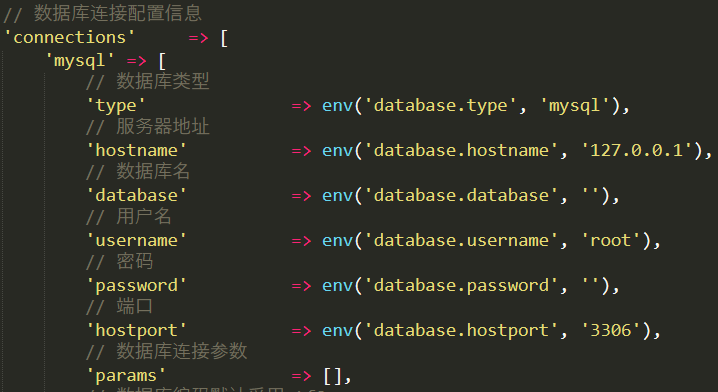 // 数据库连接配置信息
'connections' => [
'mysql' => [
// 数据库类型
'type' => env('database.type', 'mysql'),
// 服务器地址
'hostname' => env('database.hostname', '127.0.0.1'),
// 数据库名
'database' => env('database.database', ''),
// 用户名
'username' => env('database.username', 'root'),
// 密码
'password' => env('database.password', ''),
// 端口
'hostport' => env('database.hostport', '3306'),
// 数据库连接参数
'params' => [],